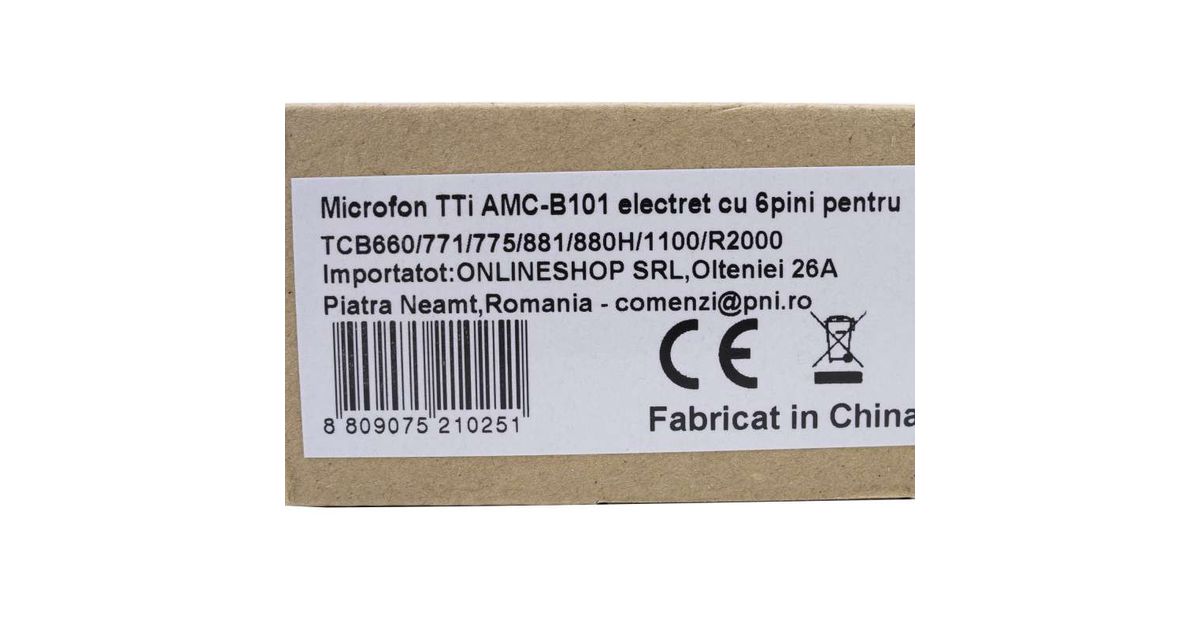 Microfon TTi AMC-B101 electret cu 6pini pentru
TCB660/771/775/881/880H/1100/R2000
Importatot:ONLINESHOP SRL,Olteniei 26A
Piatra Neamt,Romania - comenzi@pni.ro
CE
8 809075 210251
Fabricat in China